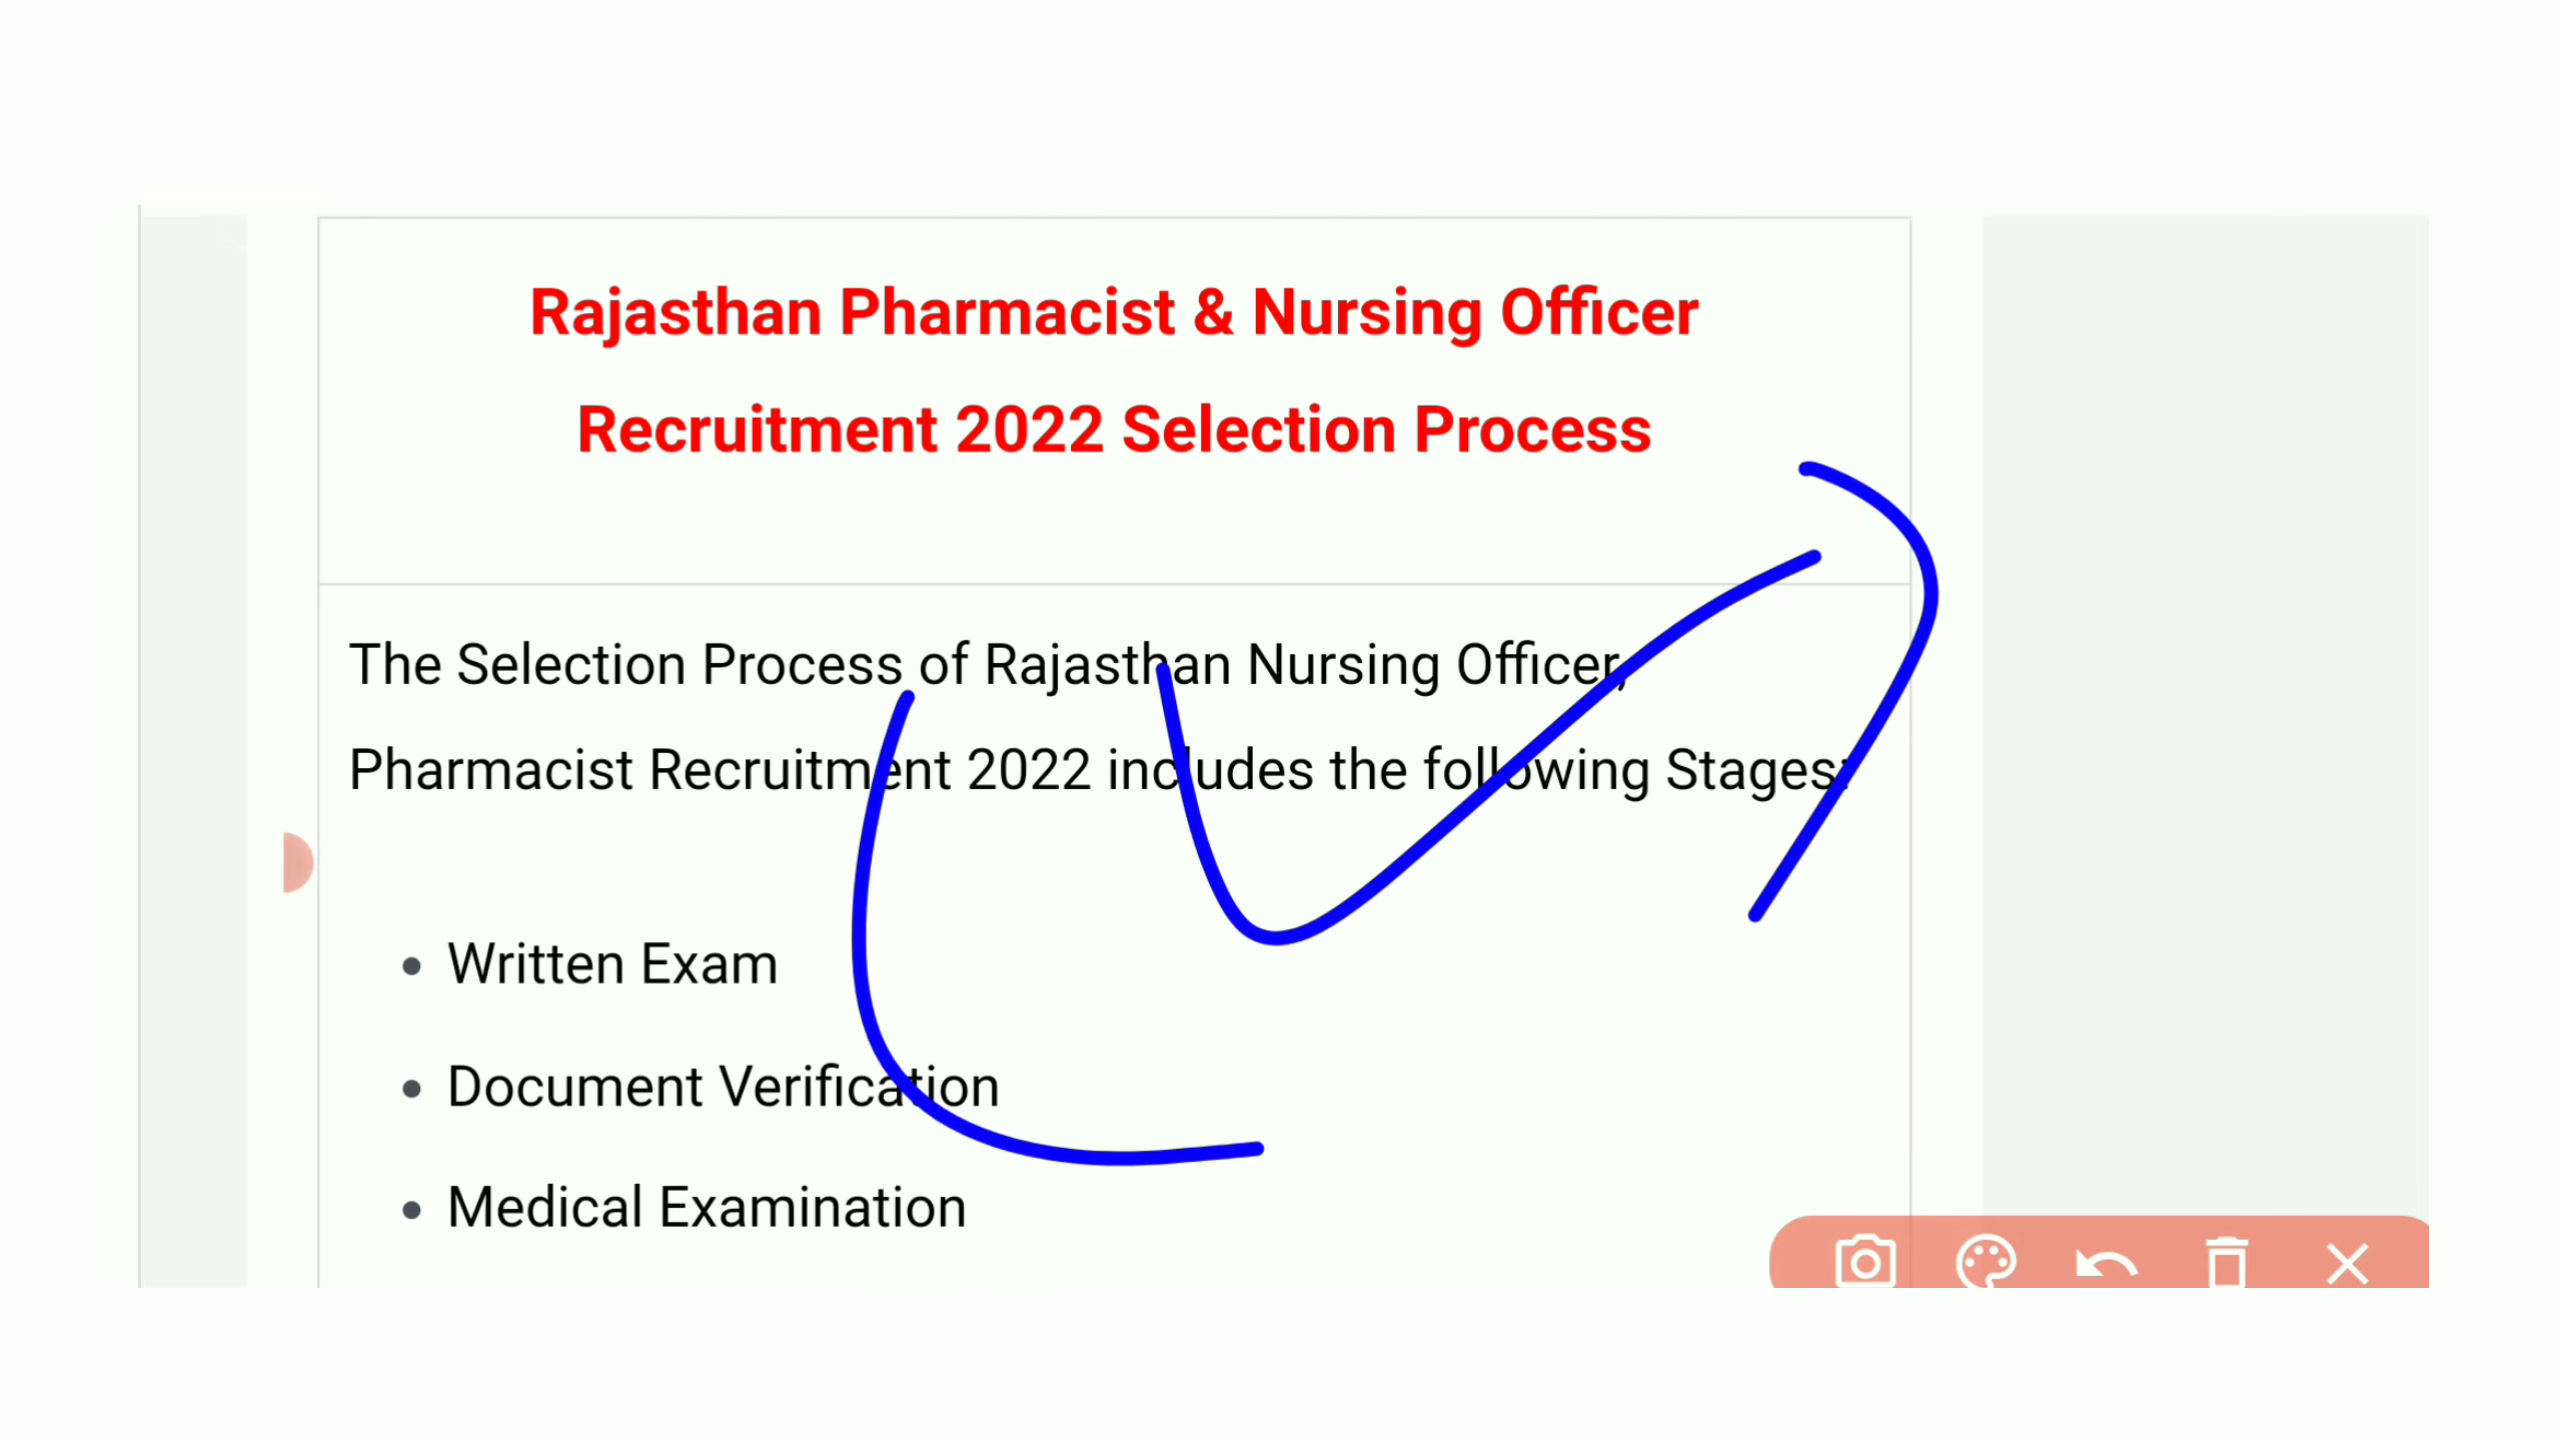 Rajasthan Pharmacist & Nursing Officer
Recruitment 2022 Selection Process
The Selection Process of Rajasthan Nursing Officer,
Pharmacist Recruitment 2022 includes the following Stages:
• Written Exam
• Document Verification
• Medical Examination